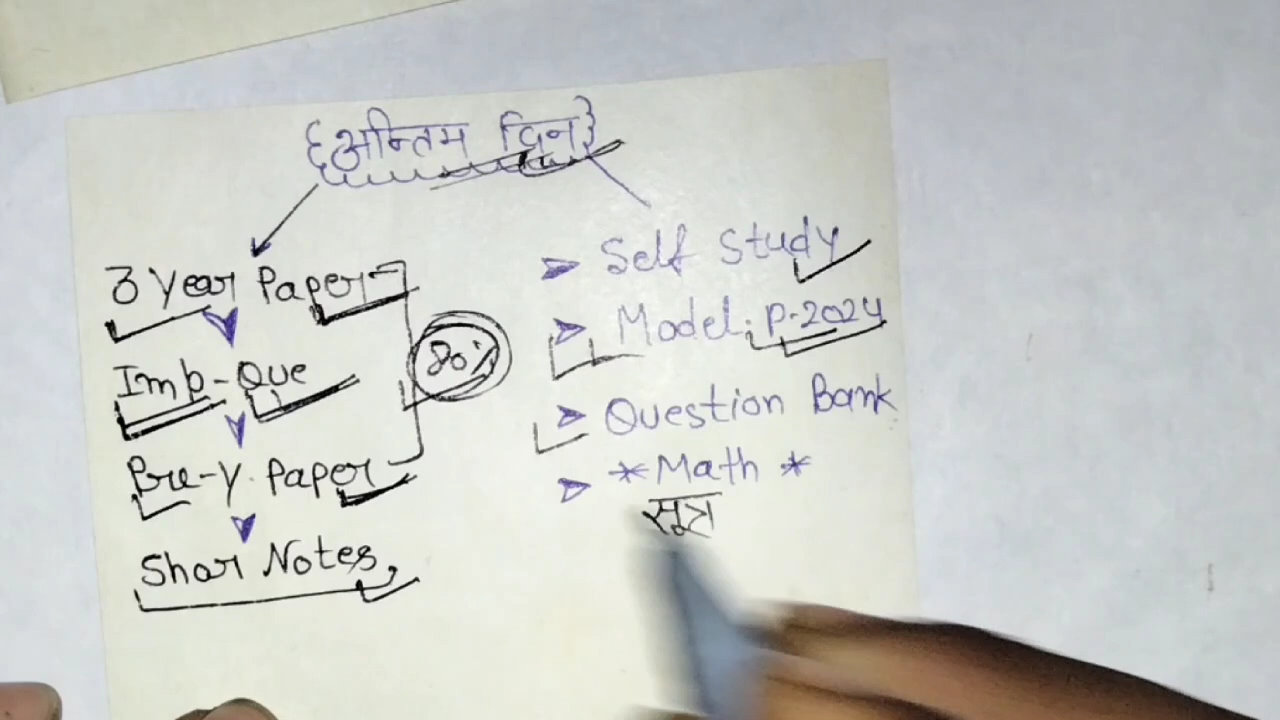 {अन्तिम दिन}
3 Year Paper
Imp-Que
Pre-Y. Paper
Shor Notes,
80%
Self Study
Model. P.2024
Question Bank
*Math *
सूत्र